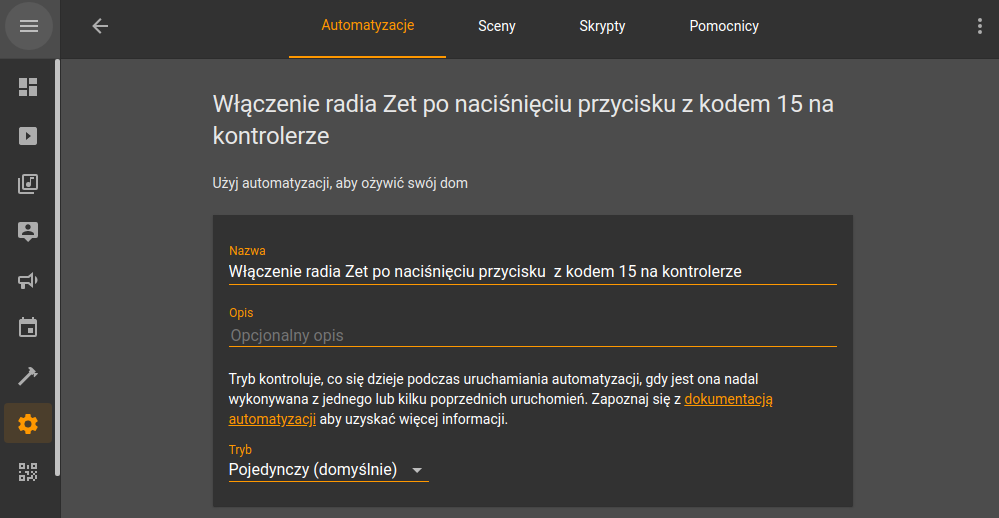 Automatyzacje Sceny Skrypty Pomocnicy
Włączenie radia Zet po naciśnięciu przycisku z kodem 15 na
kontrolerze
Użyj automatyzacji, aby ożywić swój dom
Nazwa
Włączenie radia Zet po naciśnięciu przycisku  z kodem 15 na kontrolerze
Opis
Opcjonalny opis
Tryb kontroluje, co się dzieje podczas uruchamiania automatyzacji, gdy jest ona nadal
wykonywana z jednego lub kilku poprzednich uruchomień. Zapoznaj się z dokumentacją
automatyzacji aby uzyskać więcej informacji.
Tryb
Pojedynczy (domyślnie)